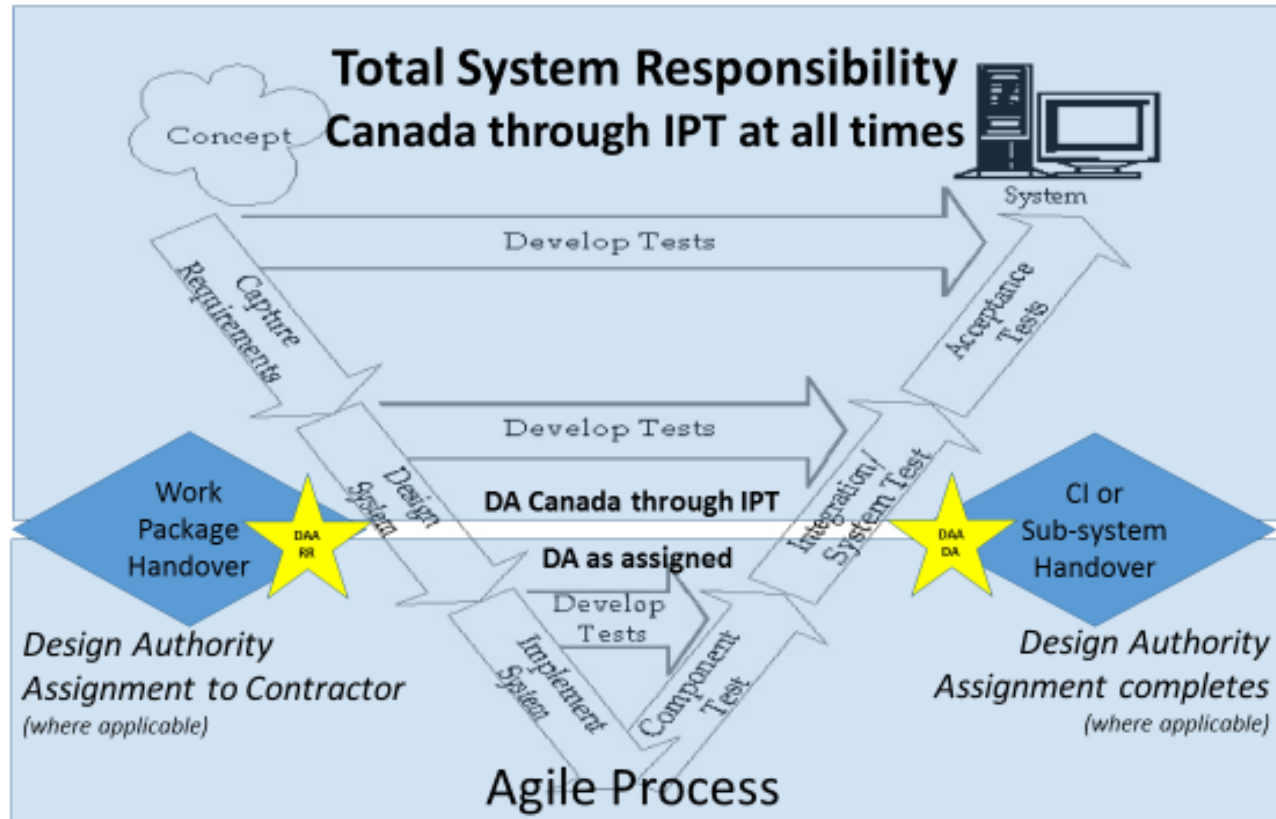 Total System Responsibility
Canada through IPT at all times
Concept
System
Develop Tests
Capture
Requirements
Acceptance
Tests
Develop Tests
Design
System
Integration/
System Test
DA Canada through IPT
Work
Package
Handover
DAA
RR
DAA
DA
CI or
Sub-system
Handover
DA as assigned
Develop
Tests
Implement
System
Component
Test
Design Authority
Assignment to Contractor
(where applicable)
Design Authority
Assignment completes
(where applicable)
Agile Process